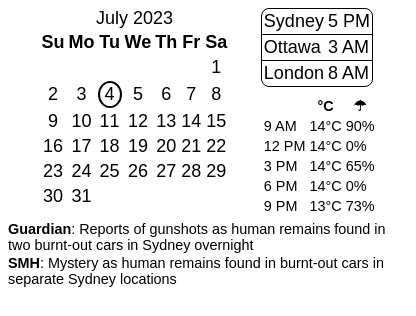 July 2023
Su Mo Tu We Th Fr Sa
1
2 3 4 5 6 7 8
9 10 11 12 13 14 15
16 17 18 19 20 21 22
23 24 25 26 27 28 29
30 31
Sydney 5 PM
Ottawa 3 AM
London 8 AM
°C ☂
9 AM 14°C 90%
12 PM 14°C 0%
3 PM 14°C 65%
6 PM 14°C 0%
9 PM 13°C 73%
Guardian: Reports of gunshots as human remains found in
two burnt-out cars in Sydney overnight
SMH: Mystery as human remains found in burnt-out cars in
separate Sydney locations